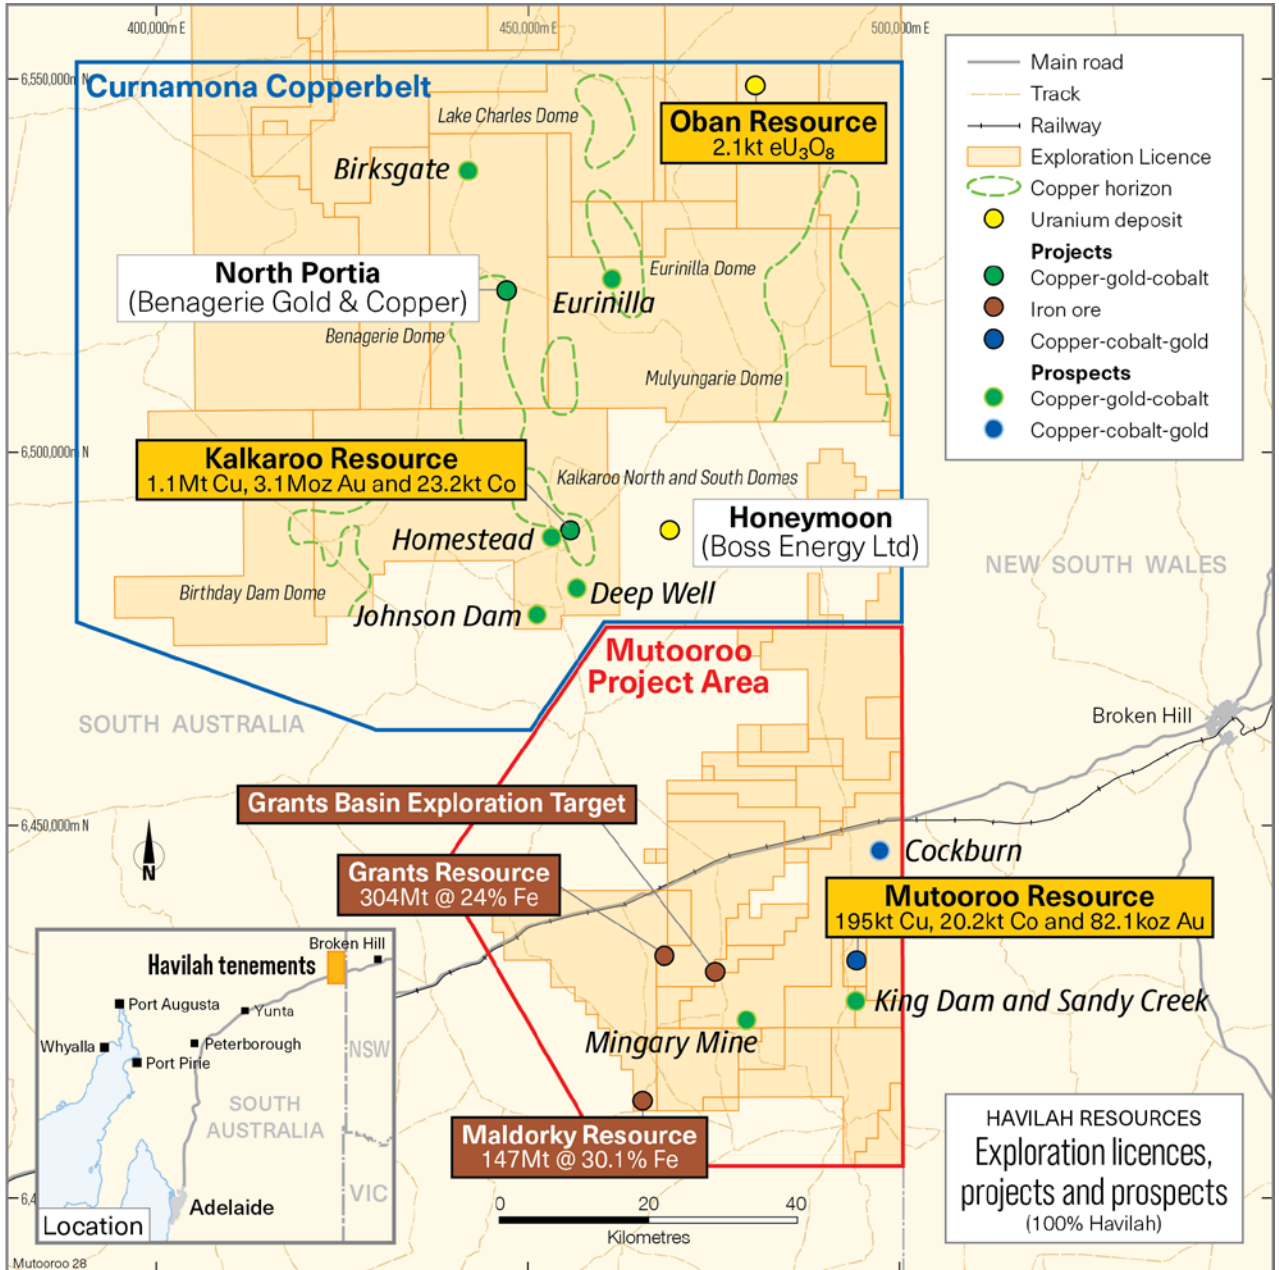 400,000m E
450,000m E
500,000m E
6,550,000m N
Curnamona Copperbelt
Lake Charles Dome
Oban Resource
2.1kt eU₃O₈
Birksgate
North Portia
(Benagerie Gold & Copper)
Eurinilla Dome
Eurinilla
Benagerie Dome
Mulyungarie Dome
6,500,000m N
Kalkaroo Resource
1.1Mt Cu, 3.1Moz Au and 23.2kt Co
Kalkaroo North and South Domes
Honeymoon
(Boss Energy Ltd)
Homestead
Birthday Dam Dome
Deep Well
Johnson Dam
Main road
Track
Railway
Exploration Licence
Copper horizon
Uranium deposit
Projects
Copper-gold-cobalt
Iron ore
Copper-cobalt-gold
Prospects
Copper-gold-cobalt
Copper-cobalt-gold
NEW SOUTH WALES
Mutooroo
Project Area
SOUTH AUSTRALIA
Broken Hill
Grants Basin Exploration Target
6,450,000m N
Cockburn
Grants Resource
304Mt @ 24% Fe
Mutooroo Resource
195kt Cu, 20.2kt Co and 82.1koz Au
N
King Dam and Sandy Creek
Mingary Mine
Maldorky Resource
147Mt @ 30.1% Fe
0 20 40
Kilometres
Broken Hill
Havilah tenements
Port Augusta
Yunta
Whyalla
Peterborough
NSW
Port Pirie
SOUTH
AUSTRALIA
VIC
Adelaide
Location
6,4
HAVILAH RESOURCES
Exploration licences,
projects and prospects
(100% Havilah)
Mutooroo 28